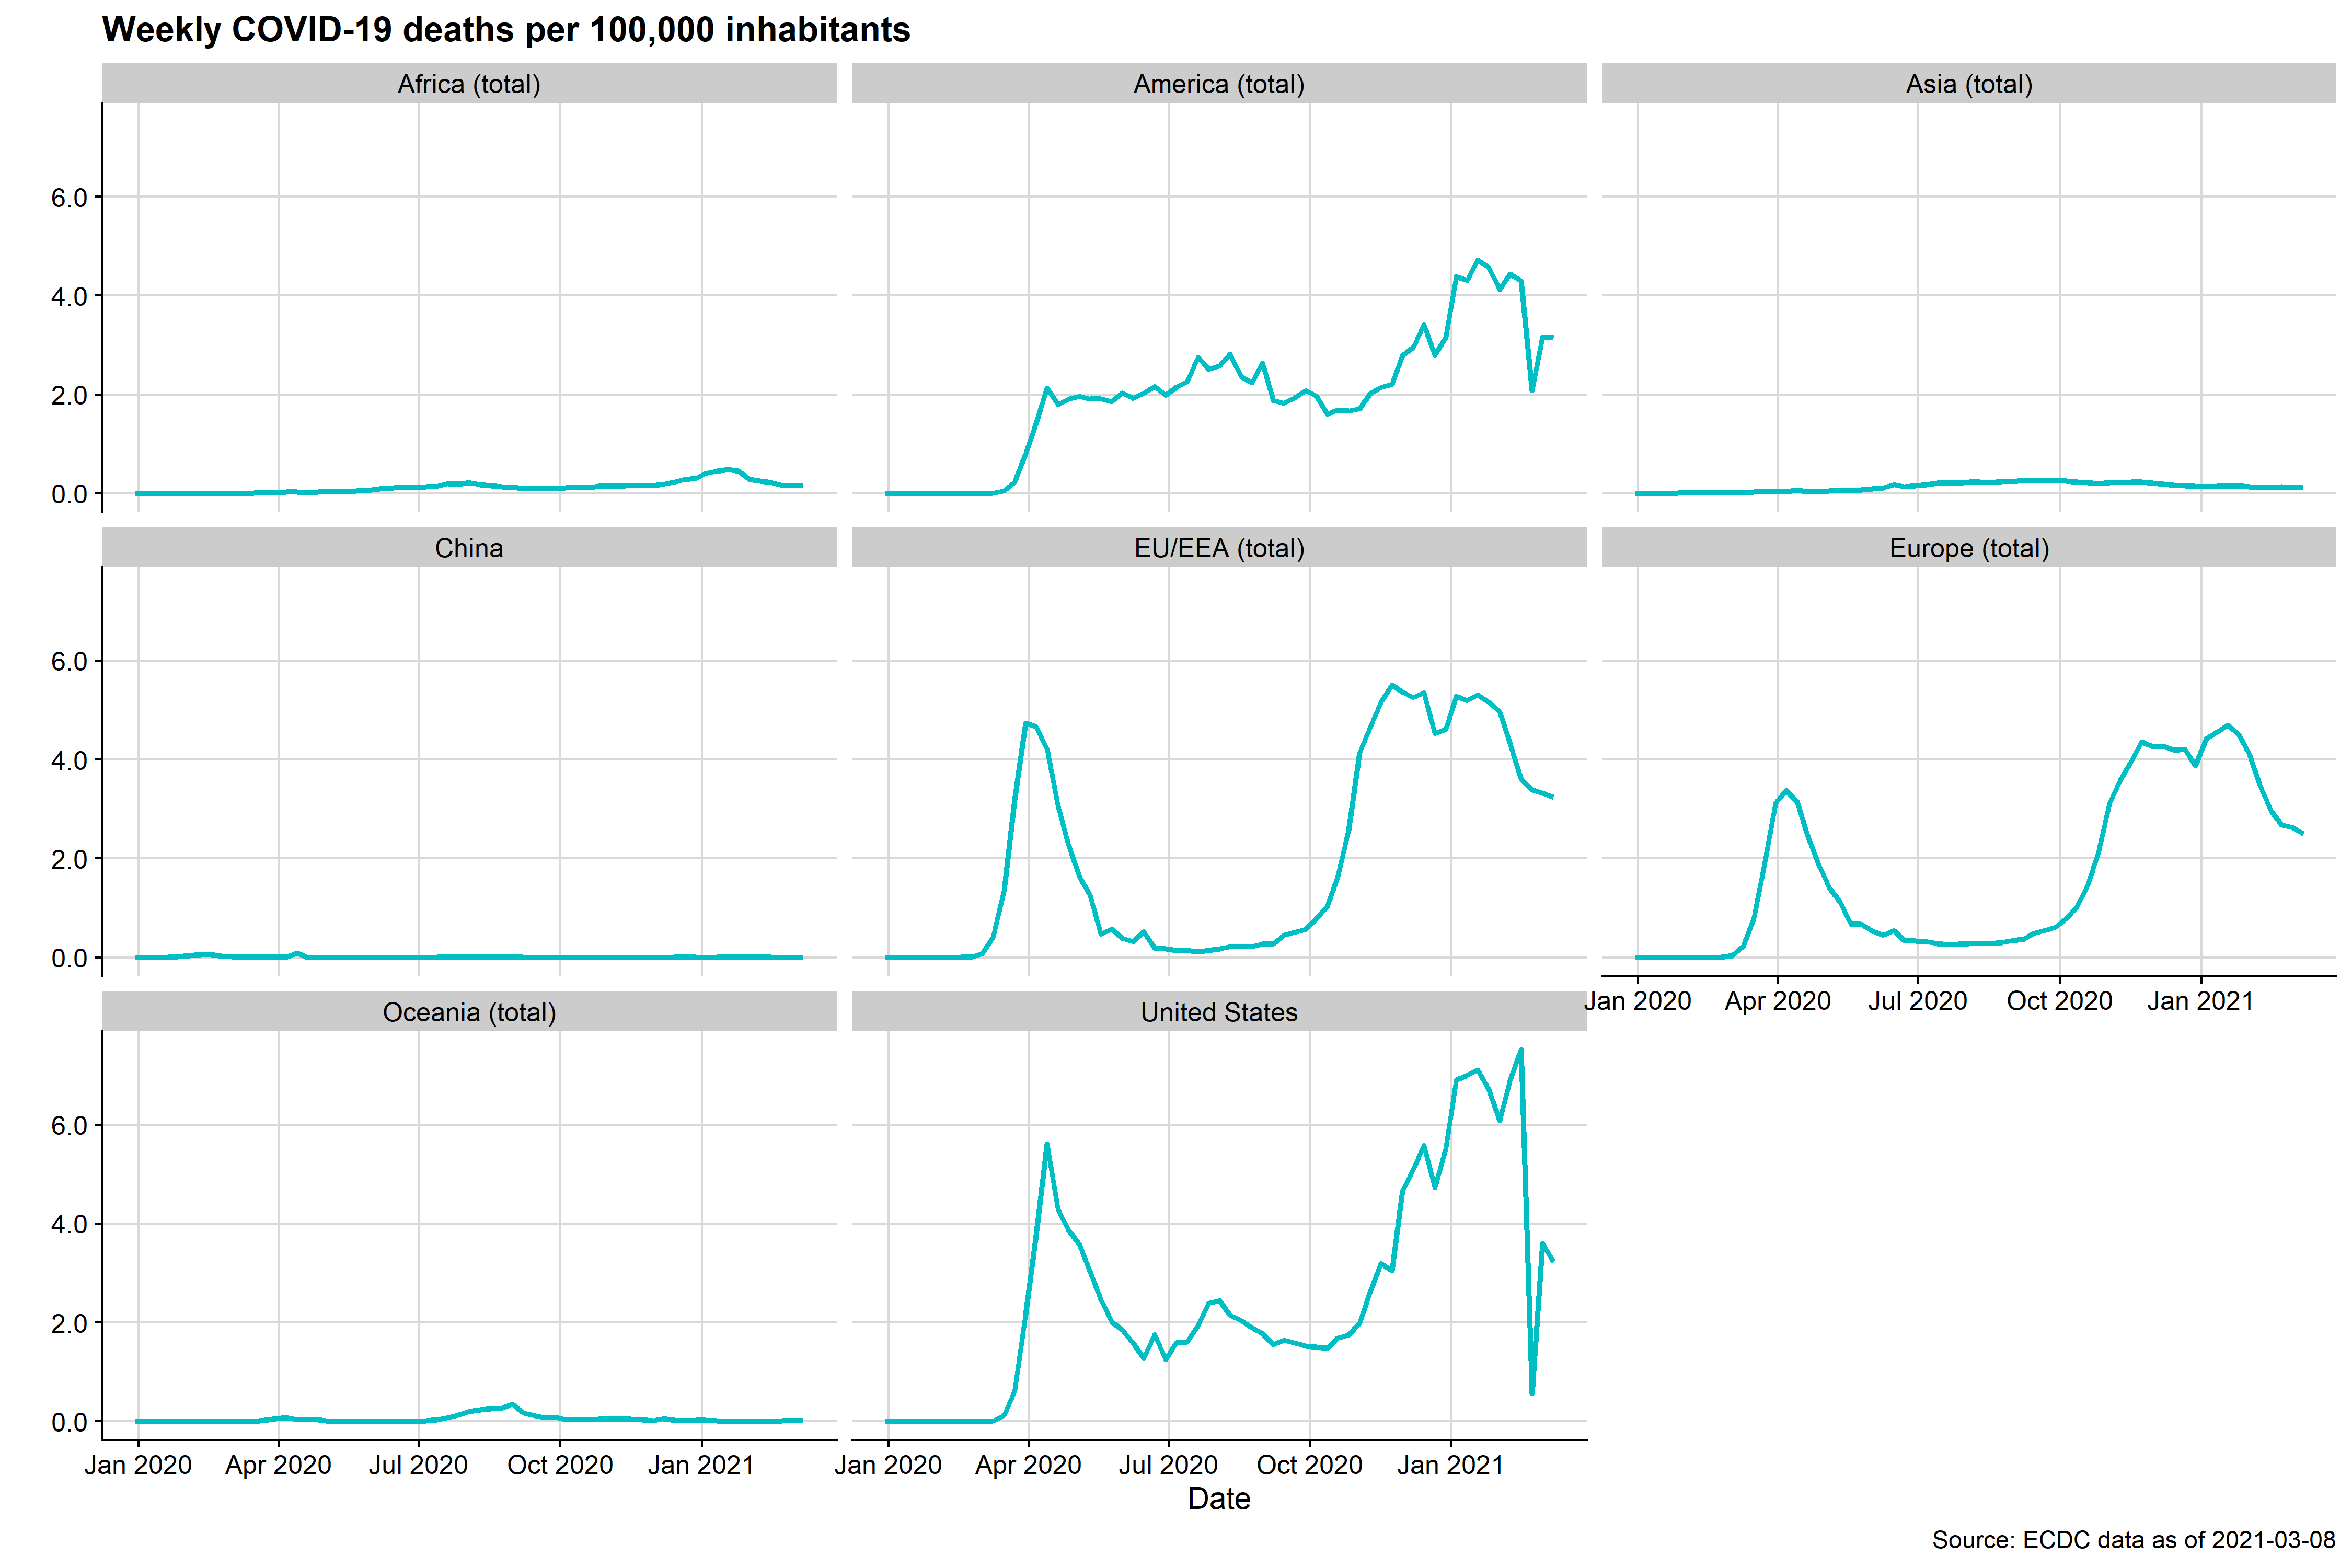 Weekly COVID-19 deaths per 100,000 inhabitants
Africa (total)
America (total)
Asia (total)
6.0
4.0
2.0
0.0
China
EU/EEA (total)
Europe (total)
6.0
4.0
2.0
0.0
Jan 2020 Apr 2020 Jul 2020 Oct 2020 Jan 2021
Oceania (total)
United States
6.0
4.0
2.0
0.0
Jan 2020 Apr 2020 Jul 2020 Oct 2020 Jan 2021
Jan 2020 Apr 2020 Jul 2020 Oct 2020 Jan 2021
Date
Source: ECDC data as of 2021-03-08